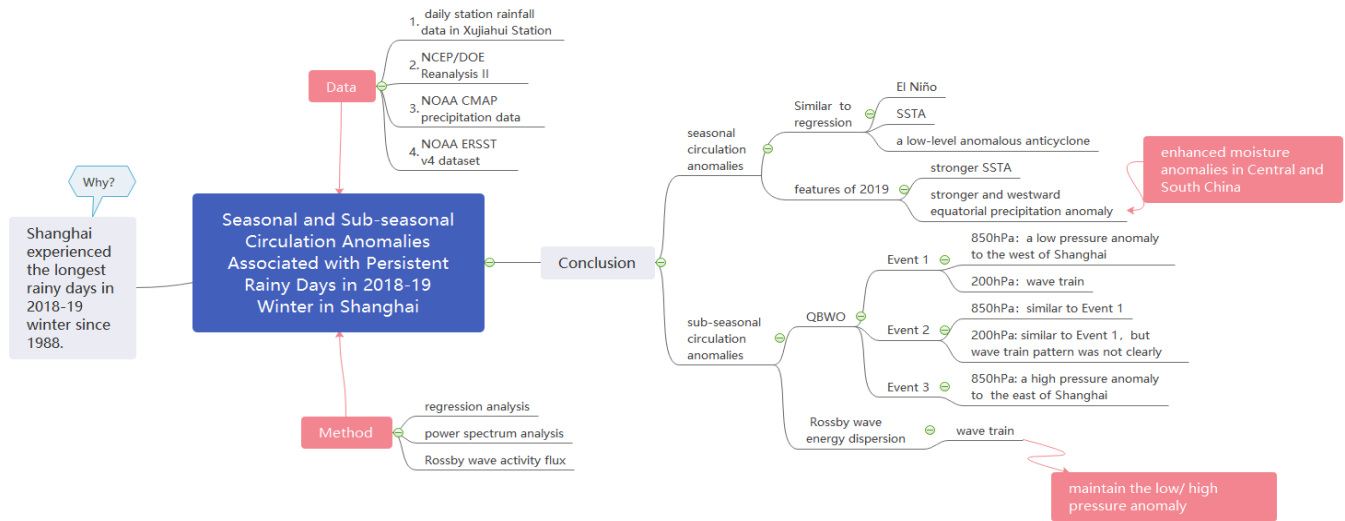 Why?
Shanghai
experienced
the longest
rainy days in
2018-19
winter since
1988.
Data
1. daily station rainfall
data in Xujiahui Station
2. NCEP/DOE
Reanalysis II
3. NOAA CMAP
precipitation data
4. NOAA ERSST
v4 dataset
Seasonal and Sub-seasonal
Circulation Anomalies
Associated with Persistent
Rainy Days in 2018-19
Winter in Shanghai
Method
regression analysis
power spectrum analysis
Rossby wave activity flux
Conclusion
seasonal
circulation
anomalies
Similar to
regression
El Niño
SSTA
a low-level anomalous anticyclone
features of 2019
stronger SSTA
stronger and westward
equatorial precipitation anomaly
enhanced moisture
anomalies in Central and
South China
sub-seasonal
circulation
anomalies
QBWO
Event 1
850hPa: a low pressure anomaly
to the west of Shanghai
200hPa: wave train
Event 2
850hPa: similar to Event 1
200hPa: similar to Event 1, but
wave train pattern was not clearly
Event 3
850hPa: a high pressure anomaly
to the east of Shanghai
Rossby wave
energy dispersion
wave train
maintain the low/ high
pressure anomaly